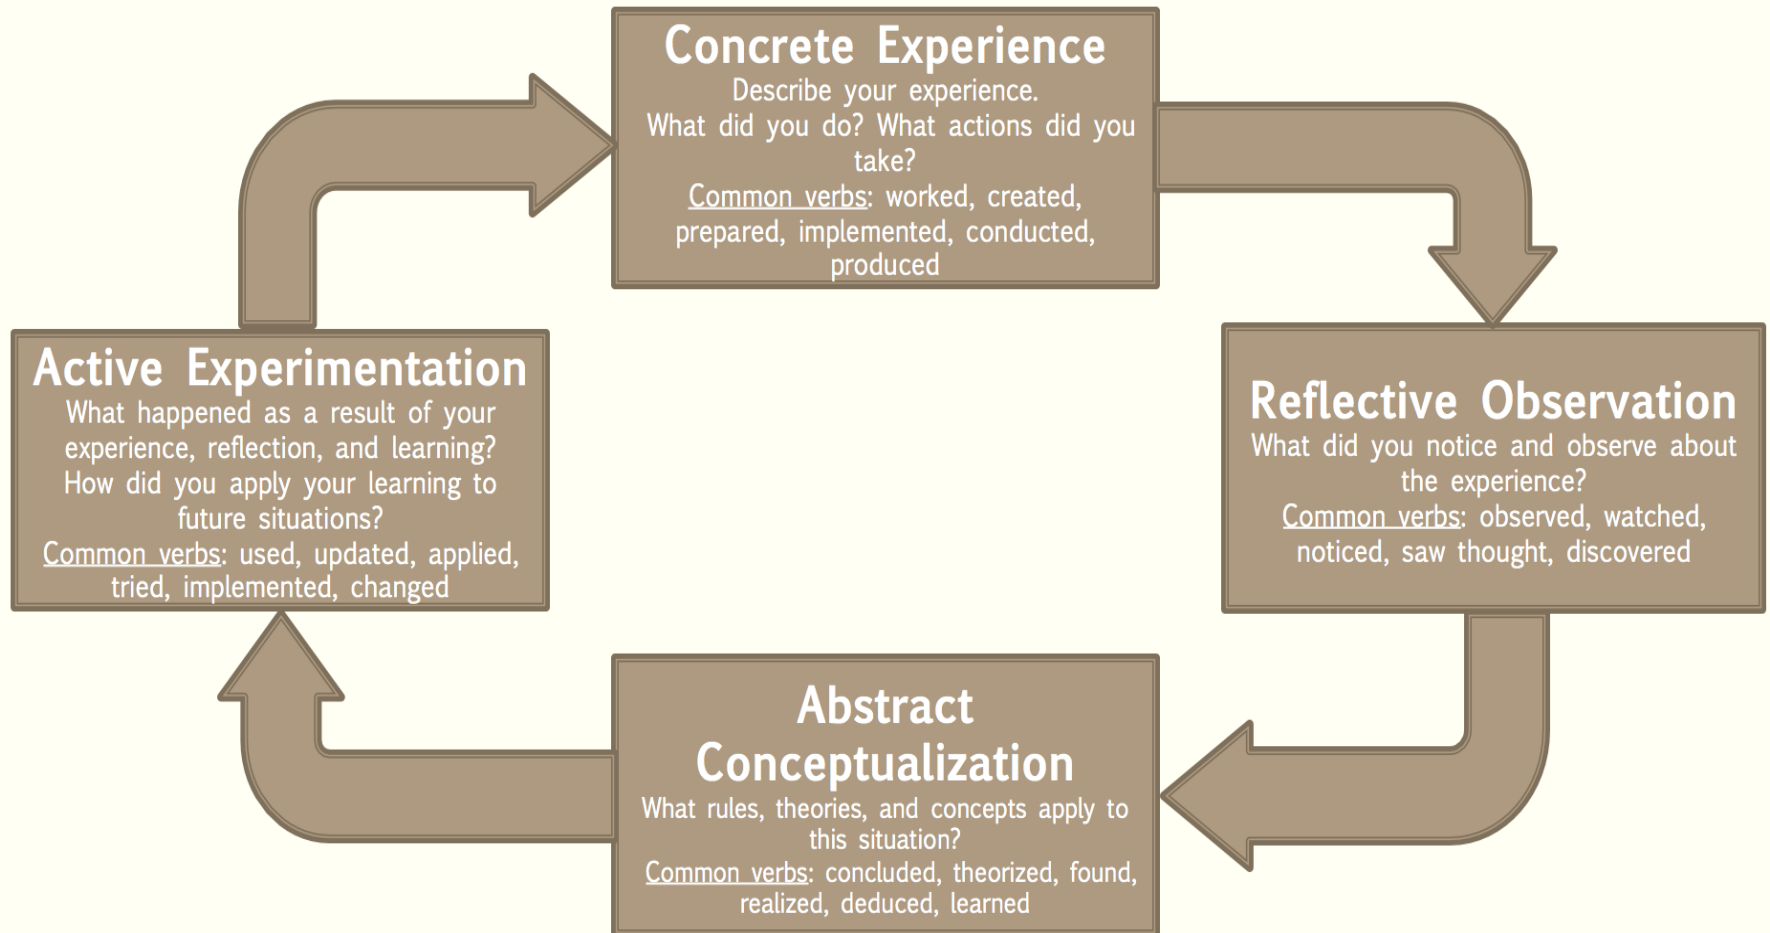 Concrete Experience
Describe your experience.
What did you do? What actions did you
take?
Common verbs: worked, created,
prepared, implemented, conducted,
produced
Reflective Observation
What did you notice and observe about
the experience?
Common verbs: observed, watched,
noticed, saw thought, discovered
Abstract
Conceptualization
What rules, theories, and concepts apply to
this situation?
Common verbs: concluded, theorized, found,
realized, deduced, learned
Active Experimentation
What happened as a result of your
experience, reflection, and learning?
How did you apply your learning to
future situations?
Common verbs: used, updated, applied,
tried, implemented, changed